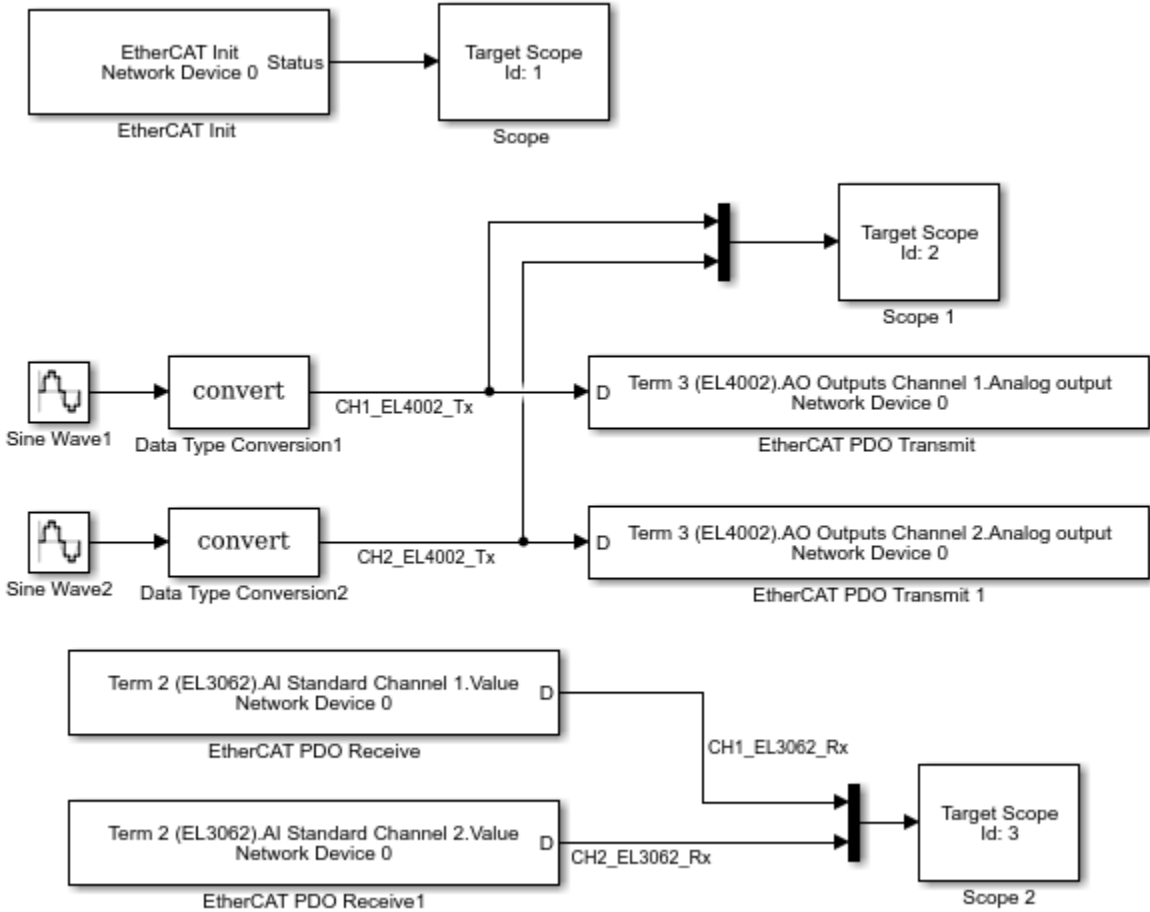 EtherCAT Init
Network Device 0
Status
EtherCAT Init
Target Scope
Id: 1
Scope
Target Scope
Id: 2
Scope 1
Sine Wave1
convert
Data Type Conversion1
CH1_EL4002_Tx
D
Term 3 (EL4002).AO Outputs Channel 1.Analog output
Network Device 0
EtherCAT PDO Transmit
Sine Wave2
convert
Data Type Conversion2
CH2_EL4002_Tx
D
Term 3 (EL4002).AO Outputs Channel 2.Analog output
Network Device 0
EtherCAT PDO Transmit 1
Term 2 (EL3062).AI Standard Channel 1.Value
Network Device 0
D
EtherCAT PDO Receive
CH1_EL3062_Rx
Term 2 (EL3062).AI Standard Channel 2.Value
Network Device 0
D
EtherCAT PDO Receive1
CH2_EL3062_Rx
Target Scope
Id: 3
Scope 2